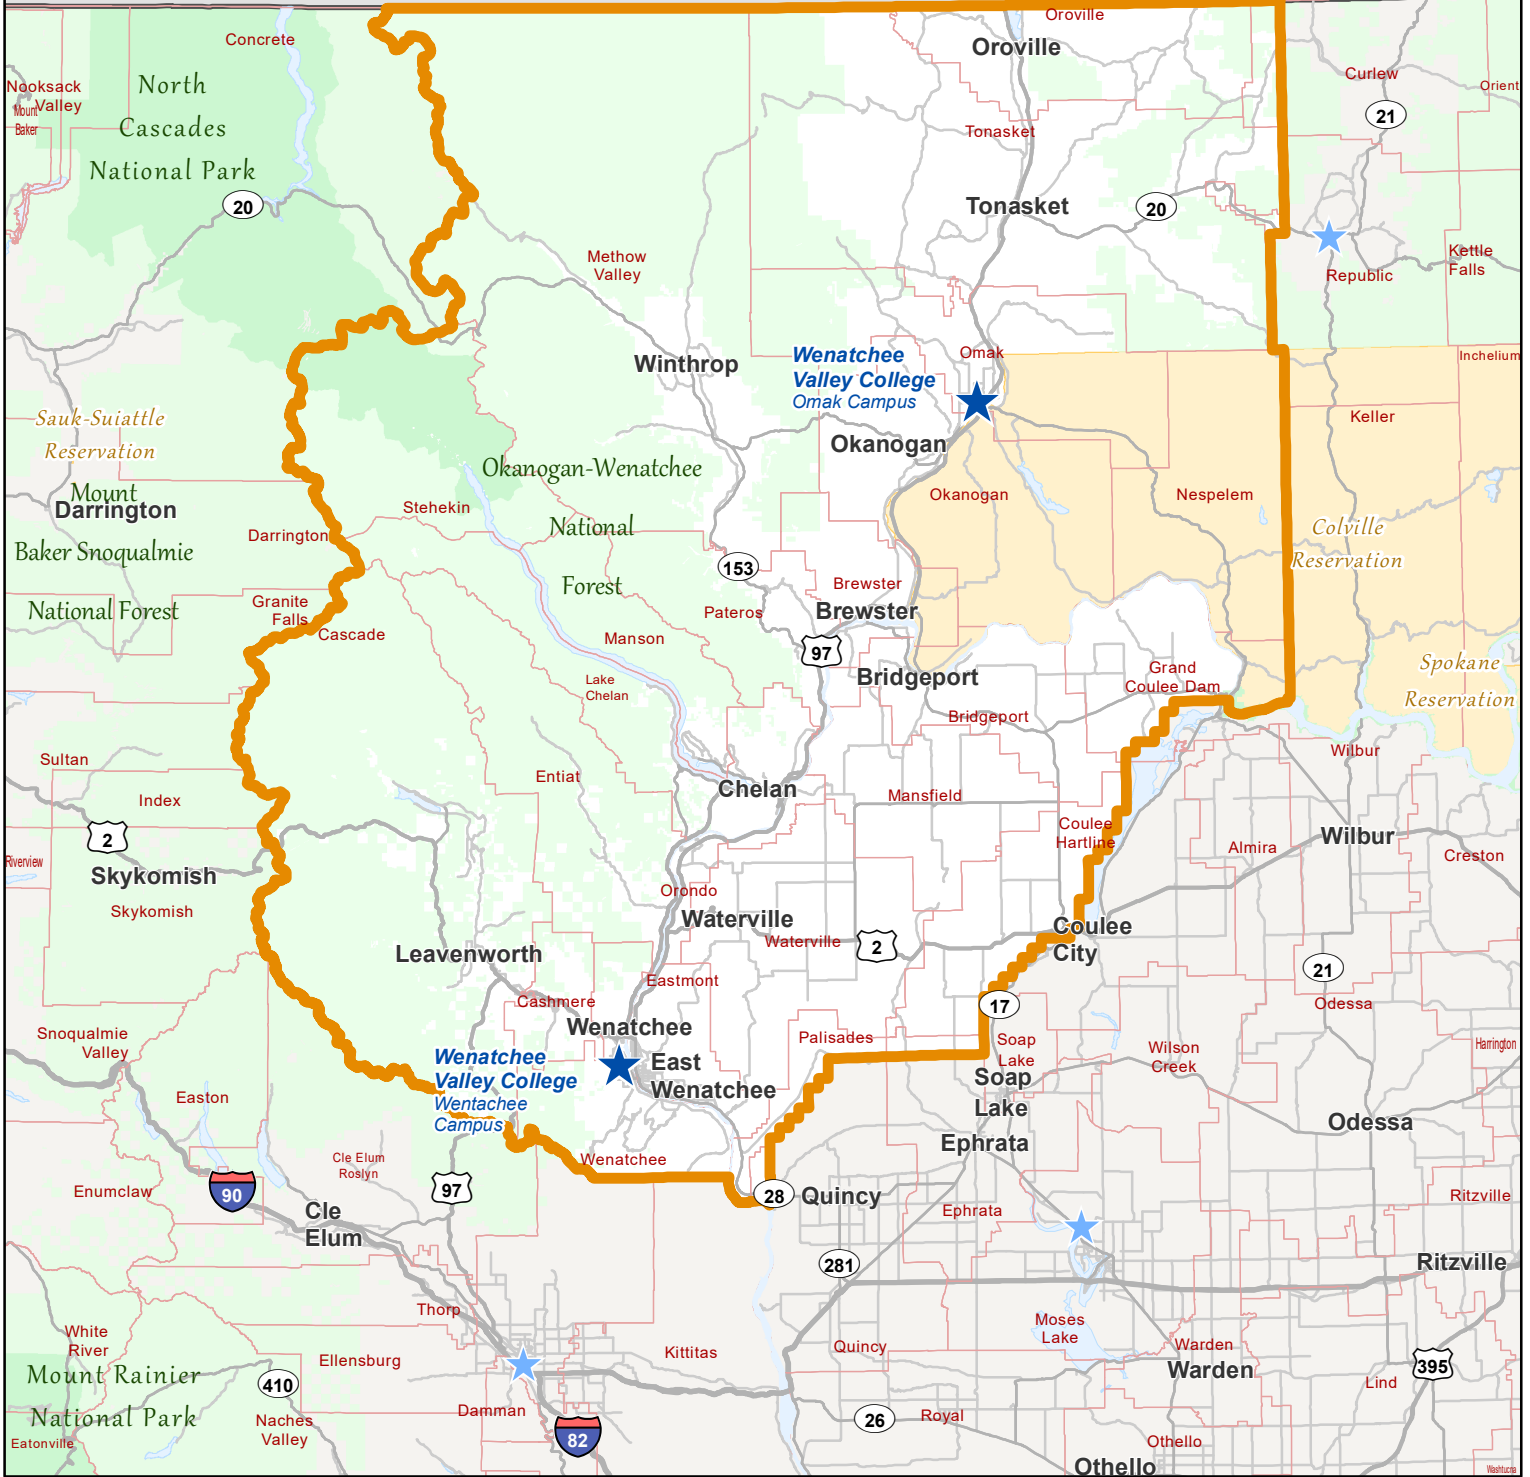 Oroville
Concrete
Oroville
Curlew
North
Cascades
National Park
Nooksack
Valley
Mount
Baker
Orient
21
Tonasket
20
Tonasket
20
Methow
Valley
Kettle
Falls
Republic
Winthrop
Wenatchee
Valley College
Omak Campus
Omak
Inchelium
Sauk-Suiattle
Reservation
Keller
Okanogan
Okanogan-Wenatchee
National
Forest
Mount
Darrington
Baker Snoqualmie
National Forest
Stehekin
Okanogan
Nespelem
Colville
Reservation
Darrington
153
Brewster
Granite
Falls
Cascade
Pateros
Brewster
Manson
97
Lake
Chelan
Bridgeport
Grand
Coulee Dam
Spokane
Reservation
Bridgeport
Sultan
Wilbur
Index
Entiat
Chelan
Mansfield
Coulee
Hartline
2
Wilbur
Riverview
Skykomish
Almira
Creston
Skykomish
Orondo
Waterville
Waterville
2
Coulee
City
Leavenworth
21
Eastmont
Cashmere
17
Odessa
Wenatchee
Snoqualmie
Valley
Palisades
Soap
Lake
Wilson
Creek
Harrington
Wenatchee
Valley College
Wentachee
Campus
East
Wenatchee
Soap
Lake
Easton
Odessa
Ephrata
Cle Elum
Roslyn
Wenatchee
Enumclaw
90
97
28
Quincy
Ritzville
Cle
Elum
Ephrata
281
Ritzville
Thorp
White
River
Moses
Lake
Ellensburg
Kittitas
Quincy
Warden
Warden
395
Mount Rainier
National Park
410
Lind
Damman
Naches
Valley
26
Royal
82
Eatonville
Othello
Othello
Washtucna